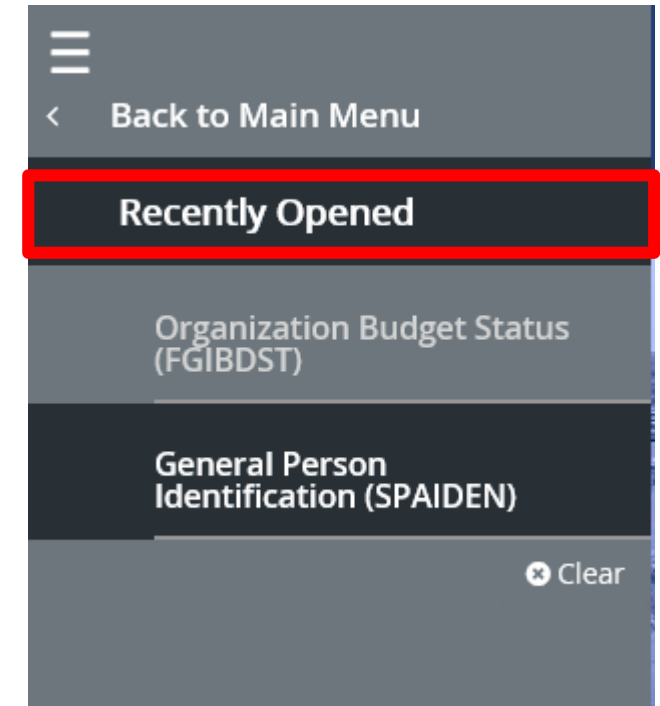 Back to Main Menu
Recently Opened
Organization Budget Status
(FGIBDST)
General Person
Identification (SPAIDEN)
Clear